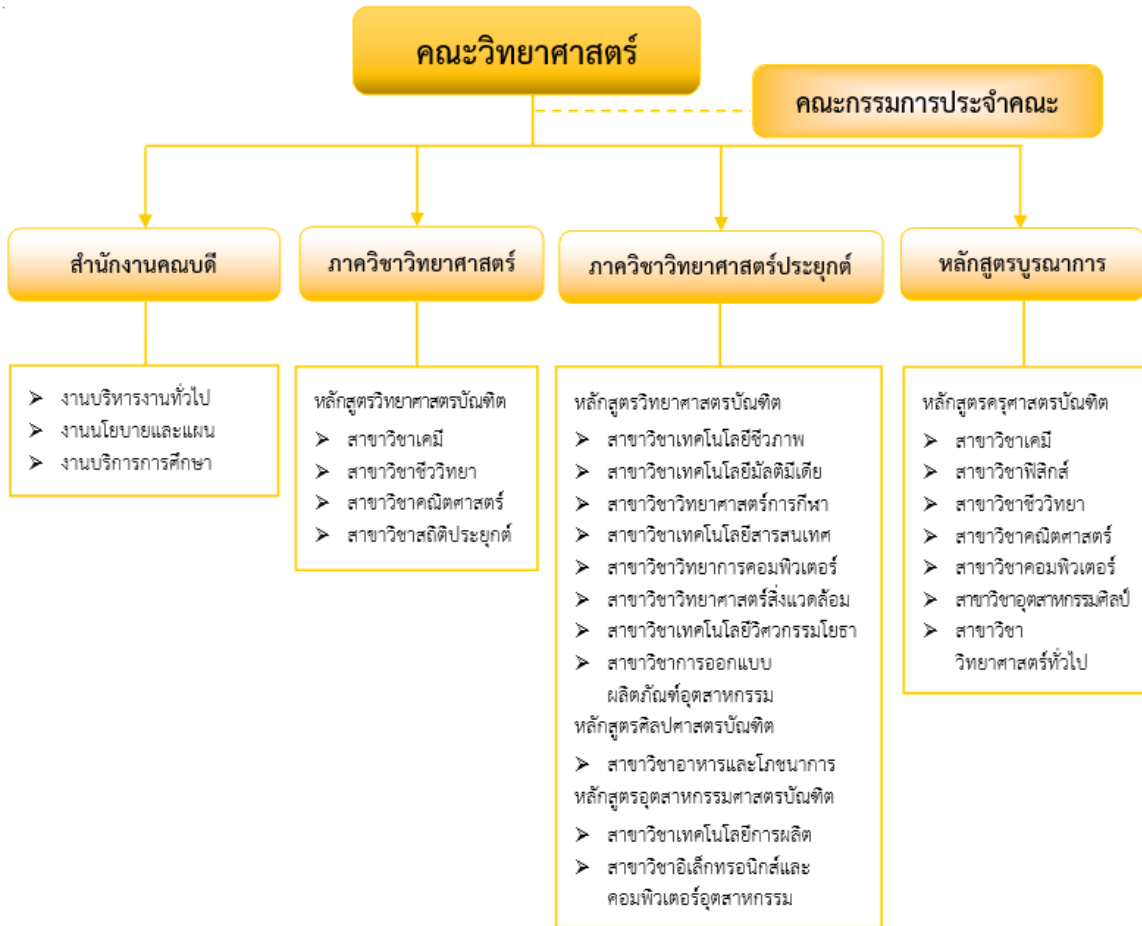 คณะวิทยาศาสตร์
คณะกรรมการประจำคณะ
สำนักงานคณบดี
➢ งานบริหารงานทั่วไป
➢ งานนโยบายและแผน
➢ งานบริการการศึกษา
ภาควิชาวิทยาศาสตร์
หลักสูตรวิทยาศาสตรบัณฑิต
➢ สาขาวิชาเคมี
➢ สาขาวิชาชีววิทยา
➢ สาขาวิชาคณิตศาสตร์
➢ สาขาวิชาสถิติประยุกต์
ภาควิชาวิทยาศาสตร์ประยุกต์
หลักสูตรวิทยาศาสตรบัณฑิต
➢ สาขาวิชาเทคโนโลยีชีวภาพ
➢ สาขาวิชาเทคโนโลยีมัลติมีเดีย
➢ สาขาวิชาวิทยาศาสตร์การกีฬา
➢ สาขาวิชาเทคโนโลยีสารสนเทศ
➢ สาขาวิชาวิทยาการคอมพิวเตอร์
➢ สาขาวิชาวิทยาศาสตร์สิ่งแวดล้อม
➢ สาขาวิชาเทคโนโลยีวิศวกรรมโยธา
➢ สาขาวิชาการออกแบบ
ผลิตภัณฑ์อุตสาหกรรม
หลักสูตรศิลปศาสตรบัณฑิต
➢ สาขาวิชาอาหารและโภชนาการ
หลักสูตรอุตสาหกรรมศาสตรบัณฑิต
➢ สาขาวิชาเทคโนโลยีการผลิต
➢ สาขาวิชาอิเล็กทรอนิกส์และ
คอมพิวเตอร์อุตสาหกรรม
หลักสูตรบูรณาการ
หลักสูตรครุศาสตรบัณฑิต
➢ สาขาวิชาเคมี
➢ สาขาวิชาฟิสิกส์
➢ สาขาวิชาชีววิทยา
➢ สาขาวิชาคณิตศาสตร์
➢ สาขาวิชาคอมพิวเตอร์
➢ สาขาวิชาอุตสาหกรรมศิลป์
➢ สาขาวิชา
วิทยาศาสตร์ทั่วไป